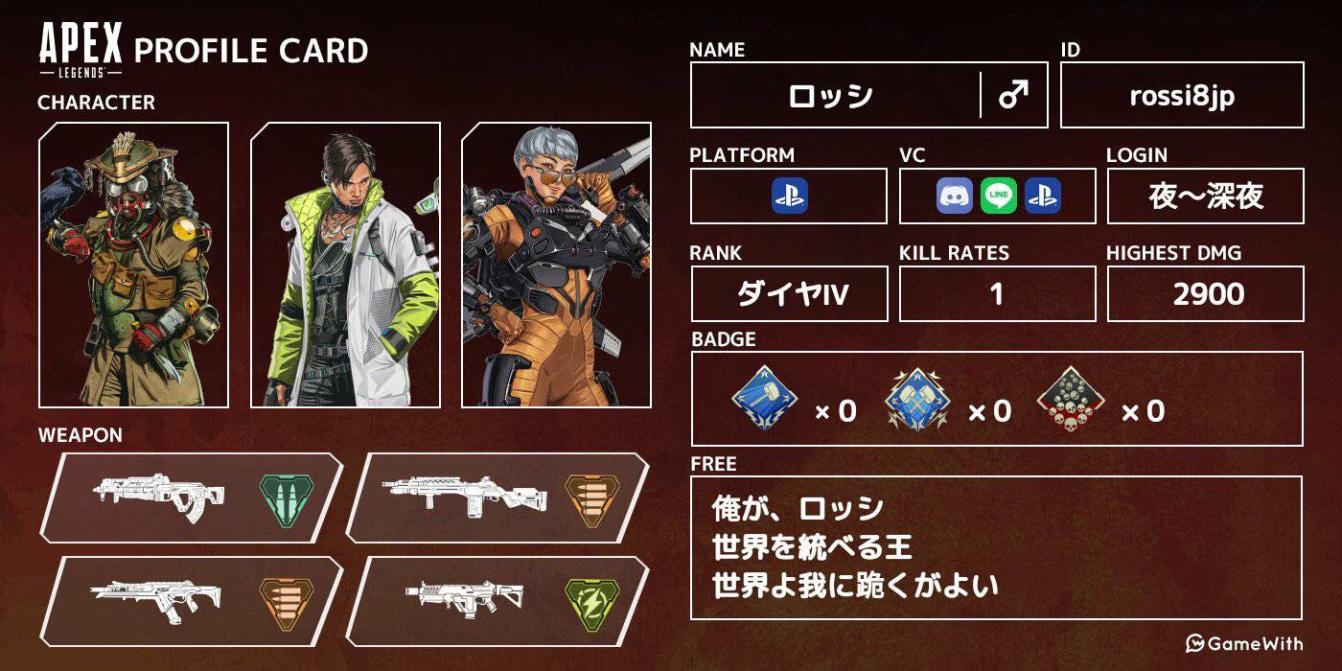 APEX
LEGENDS
PROFILE CARD
CHARACTER
WEAPON
NAME
ロッシ ♂
ID
rossi8jp
PLATFORM
VC
LINE
LOGIN
夜〜深夜
RANK
ダイヤⅣ
KILL RATES
1
HIGHEST DMG
2900
BADGE
×0 ×0 ×0
FREE
俺が、ロッシ
世界を統べる王
世界よ我に跪くがよい
GameWith